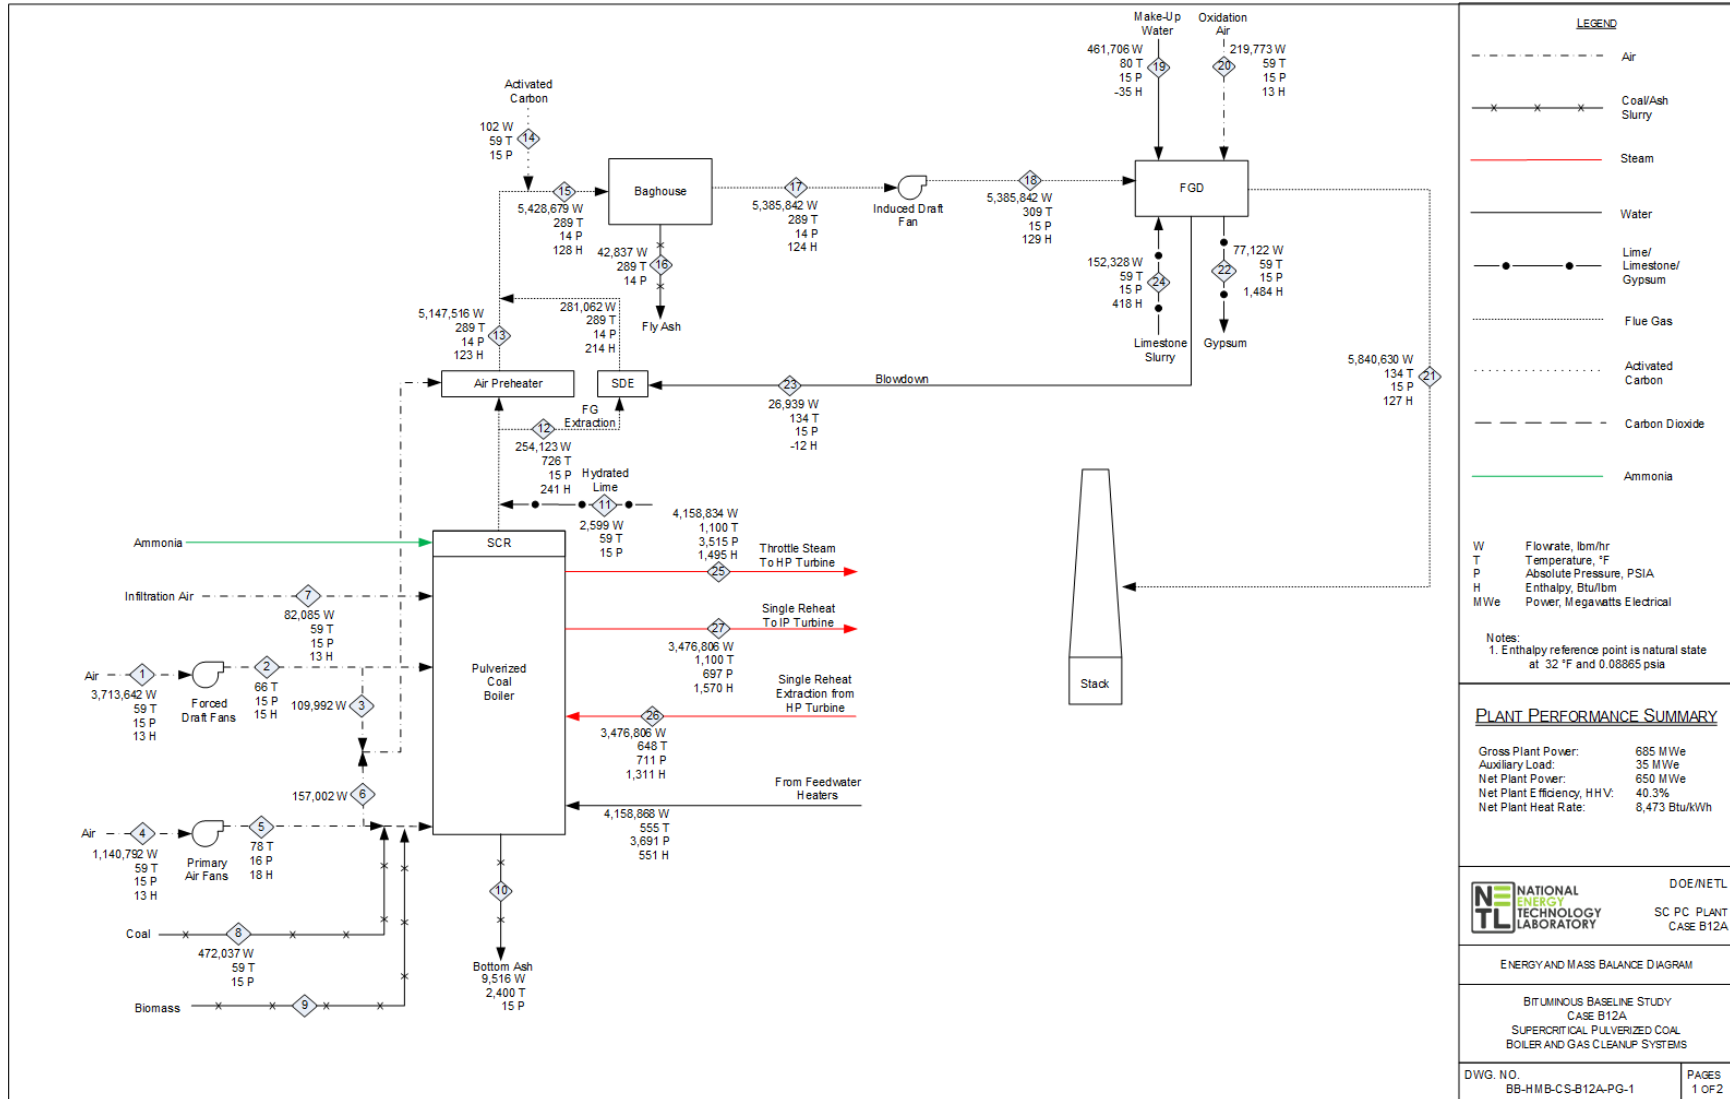 Make-Up
Water
461,706 W
80 T
15 P
-35 H
19
Oxidation
Air
219,773 W
59 T
15 P
13 H
20
Activated
Carbon
102 W
59 T
15 P
14
15
5,428,679 W
289 T
14 P
128 H
Baghouse
17
5,385,842 W
289 T
14 P
124 H
Induced Draft
Fan
18
5,385,842 W
309 T
15 P
129 H
FGD
42,837 W
289 T
14 P
16
Fly Ash
152,328 W
59 T
15 P
418 H
24
Limestone
Slurry
77,122 W
59 T
15 P
1,484 H
22
Gypsum
5,147,516 W
289 T
14 P
123 H
13
281,062 W
289 T
14 P
214 H
Air Preheater
SDE
23
Blowdown
26,939 W
134 T
15 P
-12 H
5,840,630 W
134 T
15 P
127 H
21
FG
Extraction
12
254,123 W
726 T
15 P
241 H
Hydrated
Lime
11
2,599 W
59 T
15 P
Ammonia
SCR
4,158,834 W
1,100 T
3,515 P
1,495 H
25
Throttle Steam
To HP Turbine
Infiltration Air
7
82,085 W
59 T
15 P
13 H
Single Reheat
To IP Turbine
27
3,476,806 W
1,100 T
697 P
1,570 H
Air
1
3,713,642 W
59 T
15 P
13 H
Forced
Draft Fans
2
66 T
15 P
15 H
109,992 W
3
Pulverized
Coal
Boiler
Single Reheat
Extraction from
HP Turbine
26
3,476,806 W
648 T
711 P
1,311 H
Stack
157,002 W
6
From Feedwater
Heaters
4,158,868 W
555 T
3,691 P
551 H
Air
4
1,140,792 W
59 T
15 P
13 H
Primary
Air Fans
5
78 T
16 P
18 H
10
Bottom Ash
9,516 W
2,400 T
15 P
Coal
8
472,037 W
59 T
15 P
Biomass
9
LEGEND
Air
Coal/Ash
Slurry
Steam
Water
Lime/
Limestone/
Gypsum
Flue Gas
Activated
Carbon
Carbon Dioxide
Ammonia
W Flowrate, lbm/hr
T Temperature, °F
P Absolute Pressure, PSIA
H Enthalpy, Btu/lbm
MWe Power, Megawatts Electrical
Notes:
1. Enthalpy reference point is natural state
at 32 °F and 0.08865 psia
PLANT PERFORMANCE SUMMARY
Gross Plant Power: 685 MWe
Auxiliary Load: 35 MWe
Net Plant Power: 650 MWe
Net Plant Efficiency, HHV: 40.3%
Net Plant Heat Rate: 8,473 Btu/kWh
NETL
NATIONAL
ENERGY
TECHNOLOGY
LABORATORY
DOE/NETL
SC PC PLANT
CASE B12A
ENERGY AND MASS BALANCE DIAGRAM
BITUMINOUS BASELINE STUDY
CASE B12A
SUPERCRITICAL PULVERIZED COAL
BOILER AND GAS CLEANUP SYSTEMS
DWG. NO.
BB-HMB-CS-B12A-PG-1
PAGES
1 OF 2